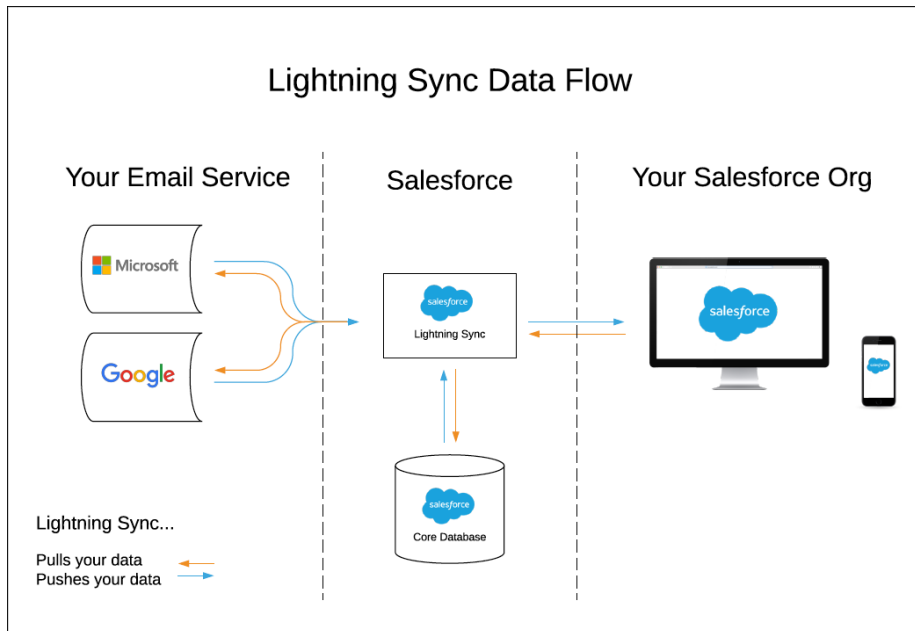 Lightning Sync Data Flow
Your Email Service
Salesforce
Your Salesforce Org
Microsoft
Google
salesforce
Lightning Sync
salesforce
salesforce
salesforce
Core Database
Lightning Sync...
Pulls your data
Pushes your data